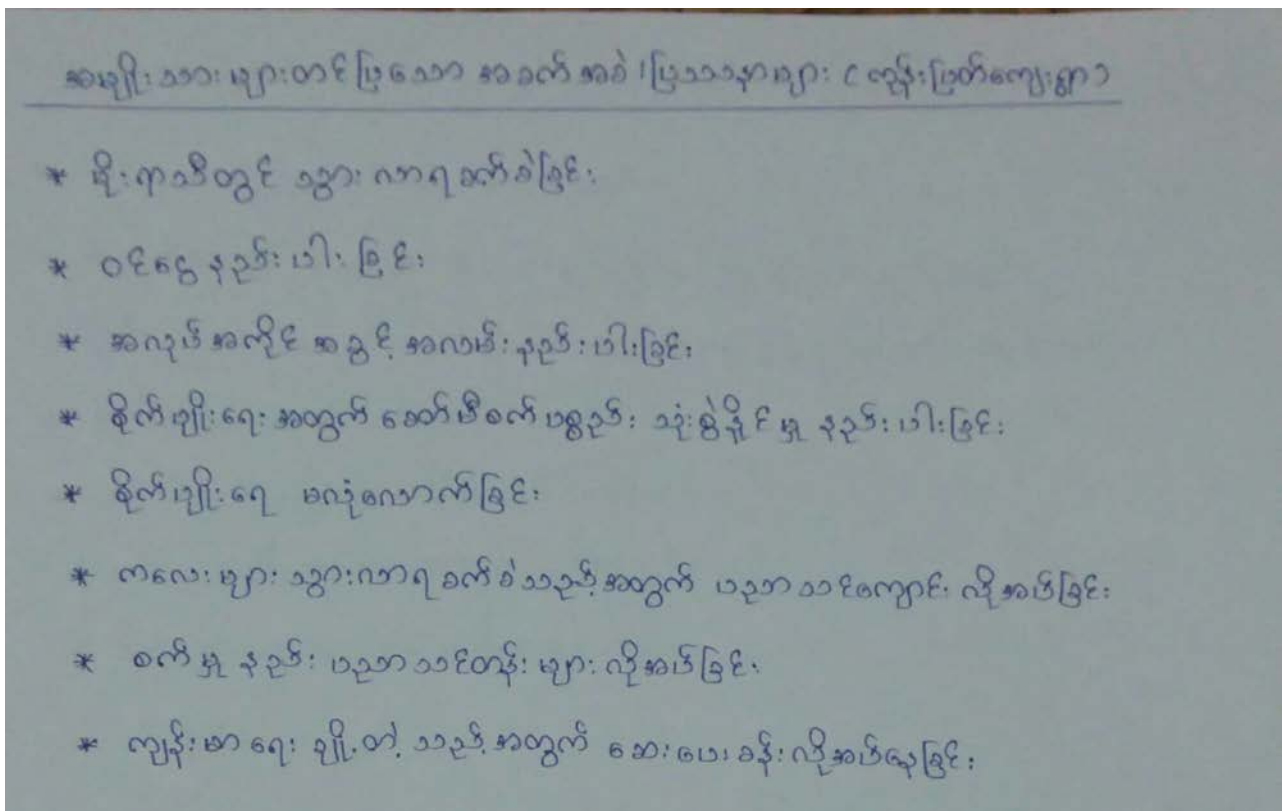 အမျိုးသားများတင်ပြသော အခက်အခဲ/ပြဿနာများ (ကျွန်းပြတ်ကျေးရွာ)
* မိုးရာသီတွင် သွားလာရခက်ခဲခြင်း
* ဝင်ငွေနည်းပါးခြင်း
* အလုပ်အကိုင် အခွင့်အလမ်းနည်းပါးခြင်း
* စိုက်ပျိုးရေးအတွက် ခေတ်မီစက်ပစ္စည်း သုံးစွဲနိုင်မှု နည်းပါးခြင်း
* စိုက်ပျိုးရေ မလုံလောက်ခြင်း
* ကလေးများ သွားလာရခက်ခဲသည့်အတွက် ပညာသင်ကျောင်း လိုအပ်ခြင်း
* စက်မှုနည်းပညာသင်တန်းများ လိုအပ်ခြင်း
* ကျန်းမာရေး ချို့တဲ့သည့်အတွက် ဆေးပေးခန်းလိုအပ်နေခြင်း